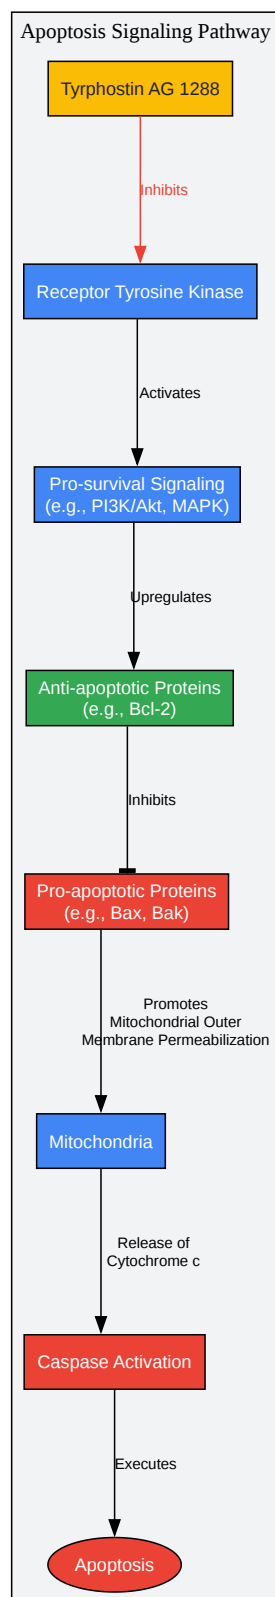 Apoptosis Signaling Pathway
Tyrphostin AG 1288
Inhibits
Receptor Tyrosine Kinase
Activates
Pro-survival Signaling
(e.g., PI3K/Akt, MAPK)
Upregulates
Anti-apoptotic Proteins
(e.g., Bcl-2)
Inhibits
Pro-apoptotic Proteins
(e.g., Bax, Bak)
Promotes
Mitochondrial Outer
Membrane Permeabilization
Mitochondria
Release of
Cytochrome c
Caspase Activation
Executes
Apoptosis